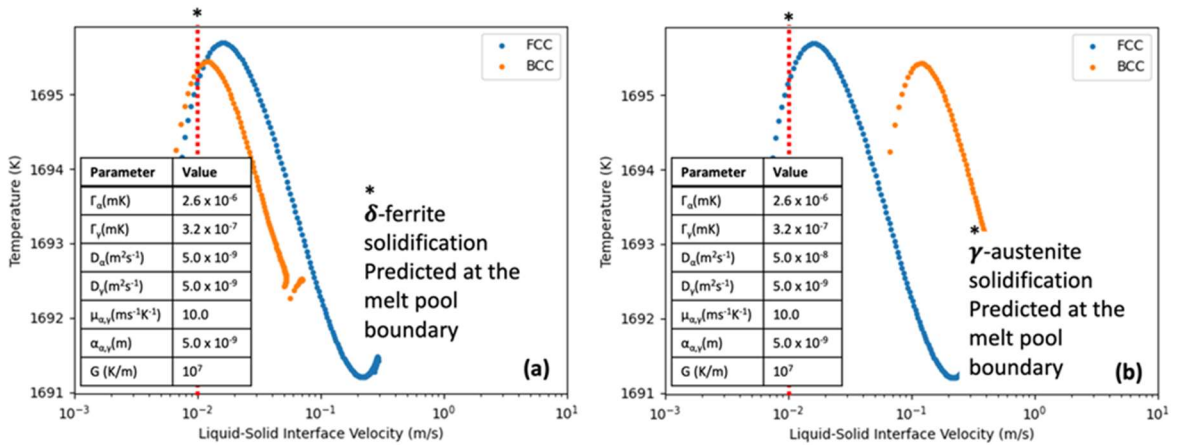 *
FCC
BCC
1695
1694
1693
1692
1691
Temperature (K)
Parameter Value
Γα(mK) 2.6 x 10⁻⁶
Γγ(mK) 3.2 x 10⁻⁷
Dα(m²s⁻¹) 5.0 x 10⁻⁹
Dγ(m²s⁻¹) 5.0 x 10⁻⁹
μα,γ(ms⁻¹K⁻¹) 10.0
αα,γ(m) 5.0 x 10⁻⁹
G (K/m) 10⁷
*
δ-ferrite
solidification
Predicted at the
melt pool
boundary
(a)
10⁻³ 10⁻² 10⁻¹ 10⁰ 10¹
Liquid-Solid Interface Velocity (m/s)
*
FCC
BCC
1695
1694
1693
1692
1691
Temperature (K)
Parameter Value
Γα(mK) 2.6 x 10⁻⁶
Γγ(mK) 3.2 x 10⁻⁷
Dα(m²s⁻¹) 5.0 x 10⁻⁸
Dγ(m²s⁻¹) 5.0 x 10⁻⁹
μα,γ(ms⁻¹K⁻¹) 10.0
αα,γ(m) 5.0 x 10⁻⁹
G (K/m) 10⁷
*
γ-austenite
solidification
Predicted at the
melt pool
boundary
(b)
10⁻³ 10⁻² 10⁻¹ 10⁰ 10¹
Liquid-Solid Interface Velocity (m/s)